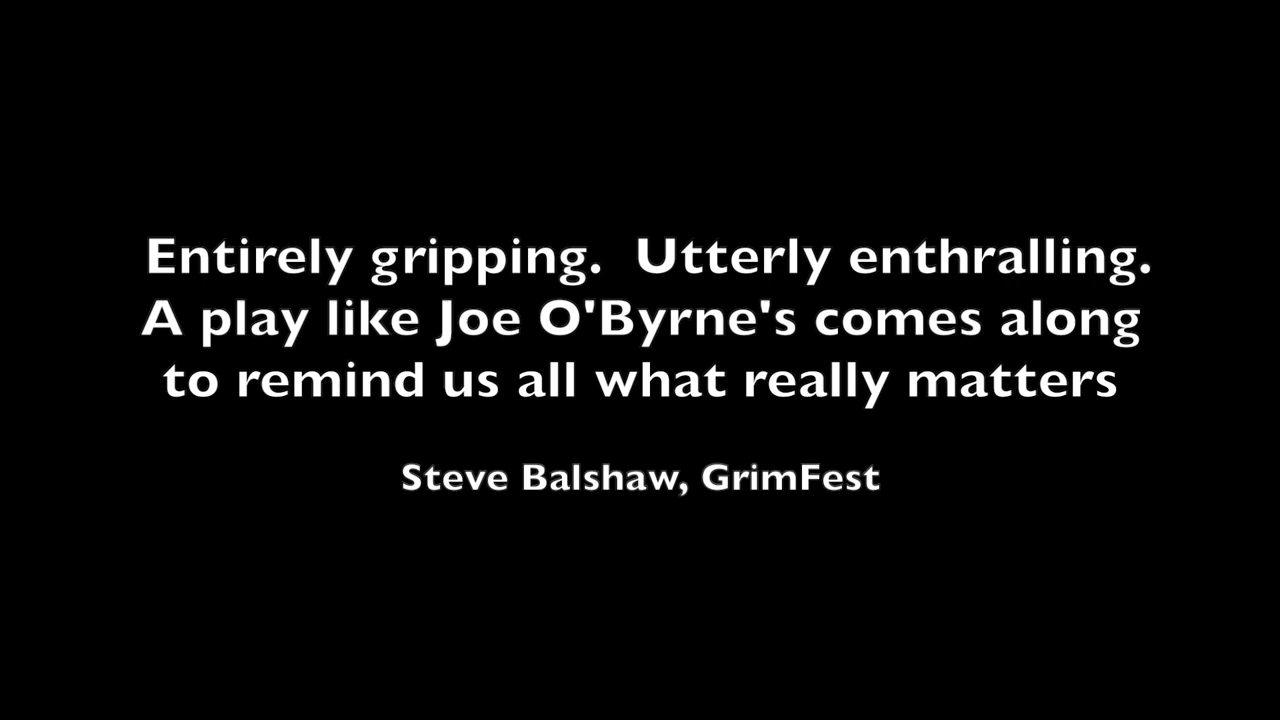 Entirely gripping.  Utterly enthralling.
A play like Joe O'Byrne's comes along
to remind us all what really matters
Steve Balshaw, GrimFest